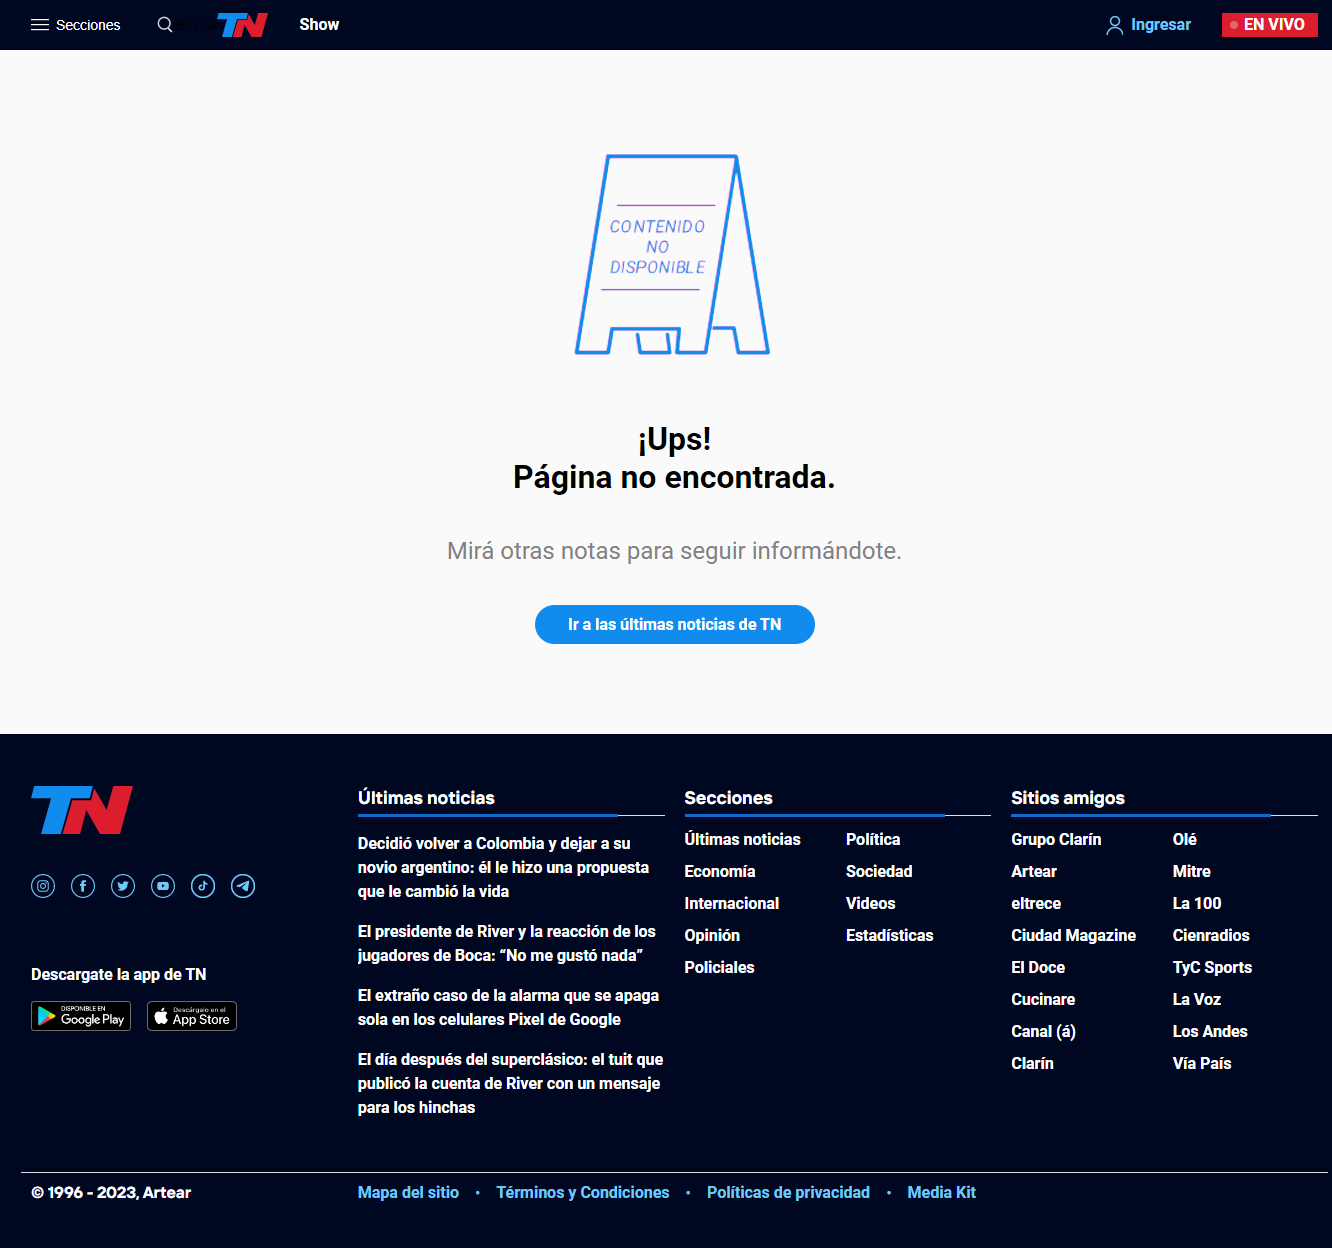 Secciones
TN
Show
Ingresar
EN VIVO
CONTENIDO
NO
DISPONIBLE
¡Ups!
Página no encontrada.
Mirá otras notas para seguir informándote.
Ir a las últimas noticias de TN
TN
Descargate la app de TN
DISPONIBLE EN
Google Play
Descárgalo en el
App Store
Últimas noticias
Decidió volver a Colombia y dejar a su
novio argentino: él le hizo una propuesta
que le cambió la vida
El presidente de River y la reacción de los
jugadores de Boca: “No me gustó nada”
El extraño caso de la alarma que se apaga
sola en los celulares Pixel de Google
El día después del superclásico: el tuit que
publicó la cuenta de River con un mensaje
para los hinchas
Secciones
Últimas noticias
Economía
Internacional
Opinión
Policiales
Política
Sociedad
Videos
Estadísticas
Sitios amigos
Grupo Clarín
Artear
eltrece
Ciudad Magazine
El Doce
Cucinare
Canal (á)
Clarín
Olé
Mitre
La 100
Cienradios
TyC Sports
La Voz
Los Andes
Vía País
© 1996 - 2023, Artear
Mapa del sitio • Términos y Condiciones • Políticas de privacidad • Media Kit